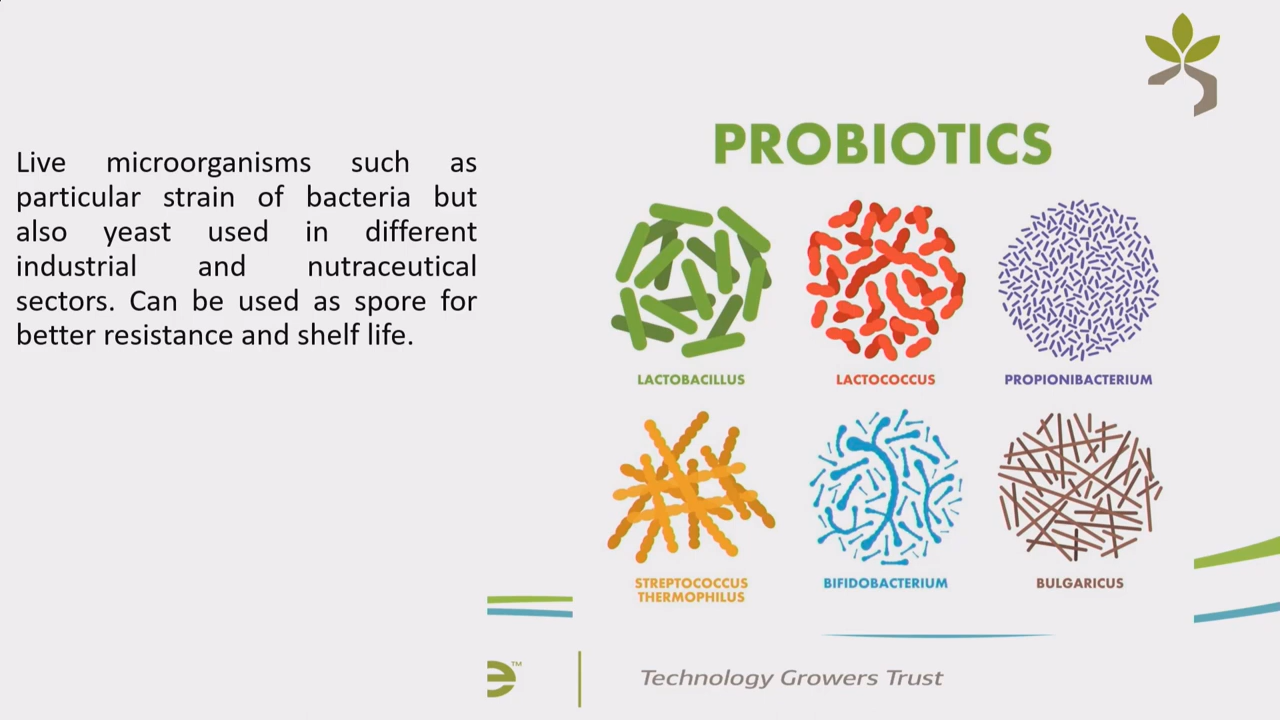 Live microorganisms such as
particular strain of bacteria but
also yeast used in different
industrial and nutraceutical
sectors. Can be used as spore for
better resistance and shelf life.
PROBIOTICS
LACTOBACILLUS
LACTOCOCCUS
PROPIONIBACTERIUM
STREPTOCOCCUS
THERMOPHILUS
BIFIDOBACTERIUM
BULGARICUS
e™
Technology Growers Trust